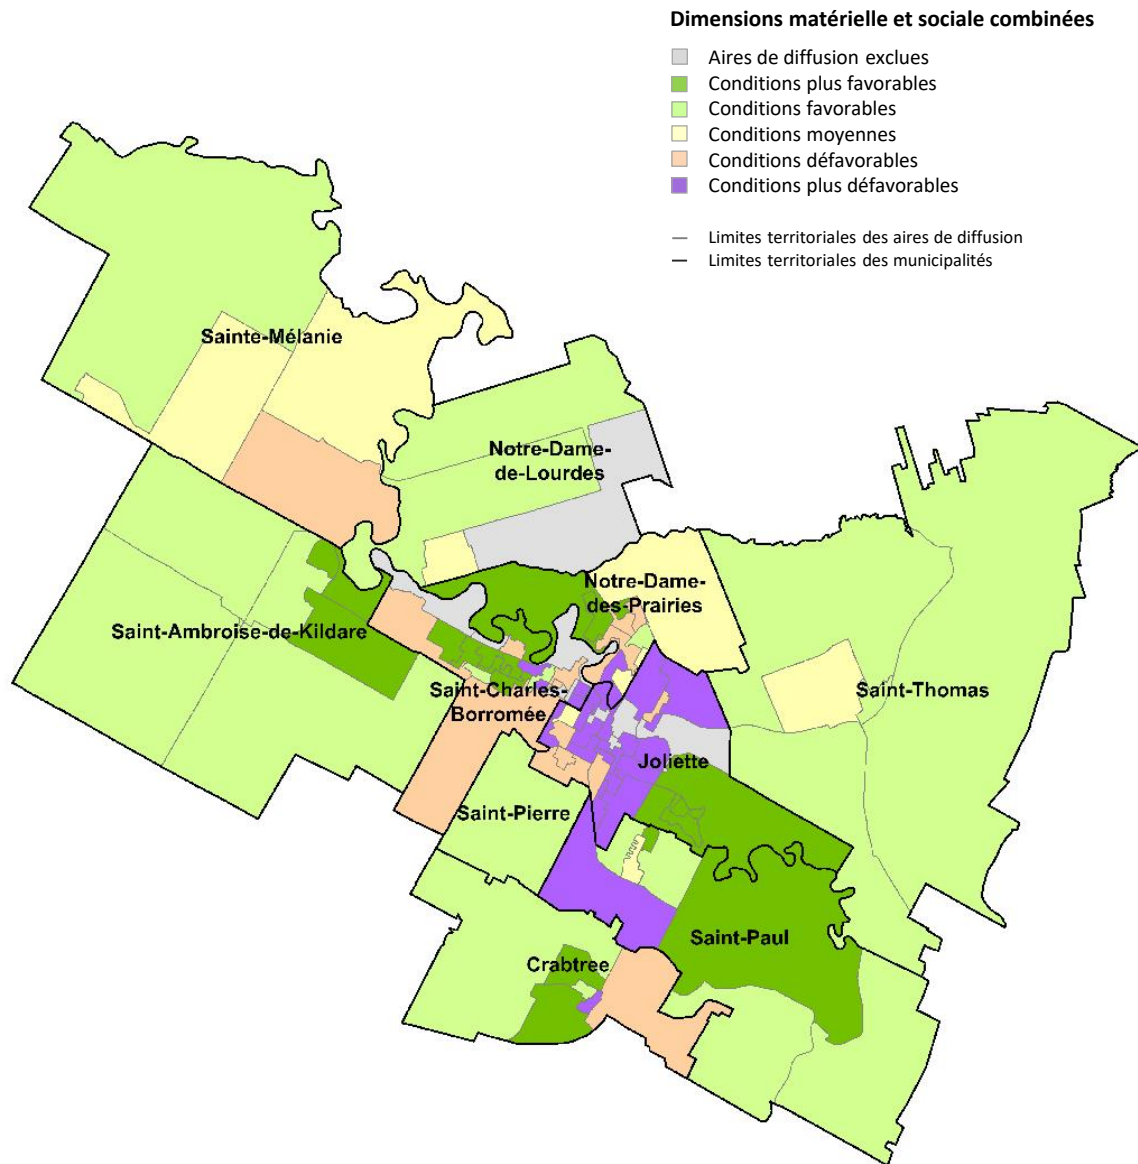 Dimensions matérielle et sociale combinées
Aires de diffusion exclues
Conditions plus favorables
Conditions favorables
Conditions moyennes
Conditions défavorables
Conditions plus défavorables
Limites territoriales des aires de diffusion
Limites territoriales des municipalités
Sainte-Mélanie
Notre-Dame-
de-Lourdes
Notre-Dame-
des-Prairies
Saint-Ambroise-de-Kildare
Saint-Charles-
Borromée
Saint-Thomas
Joliette
Saint-Pierre
Saint-Paul
Crabtree